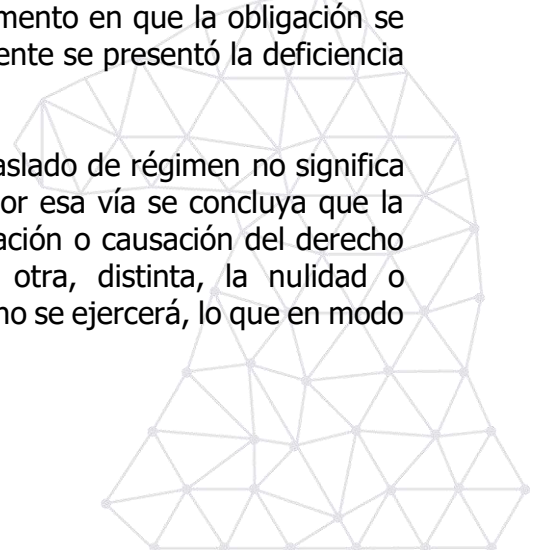 mento en que la obligación se
ente se presentó la deficiencia
aslado de régimen no significa
or esa vía se concluya que la
ación o causación del derecho
otra, distinta, la nulidad o
no se ejercerá, lo que en modo